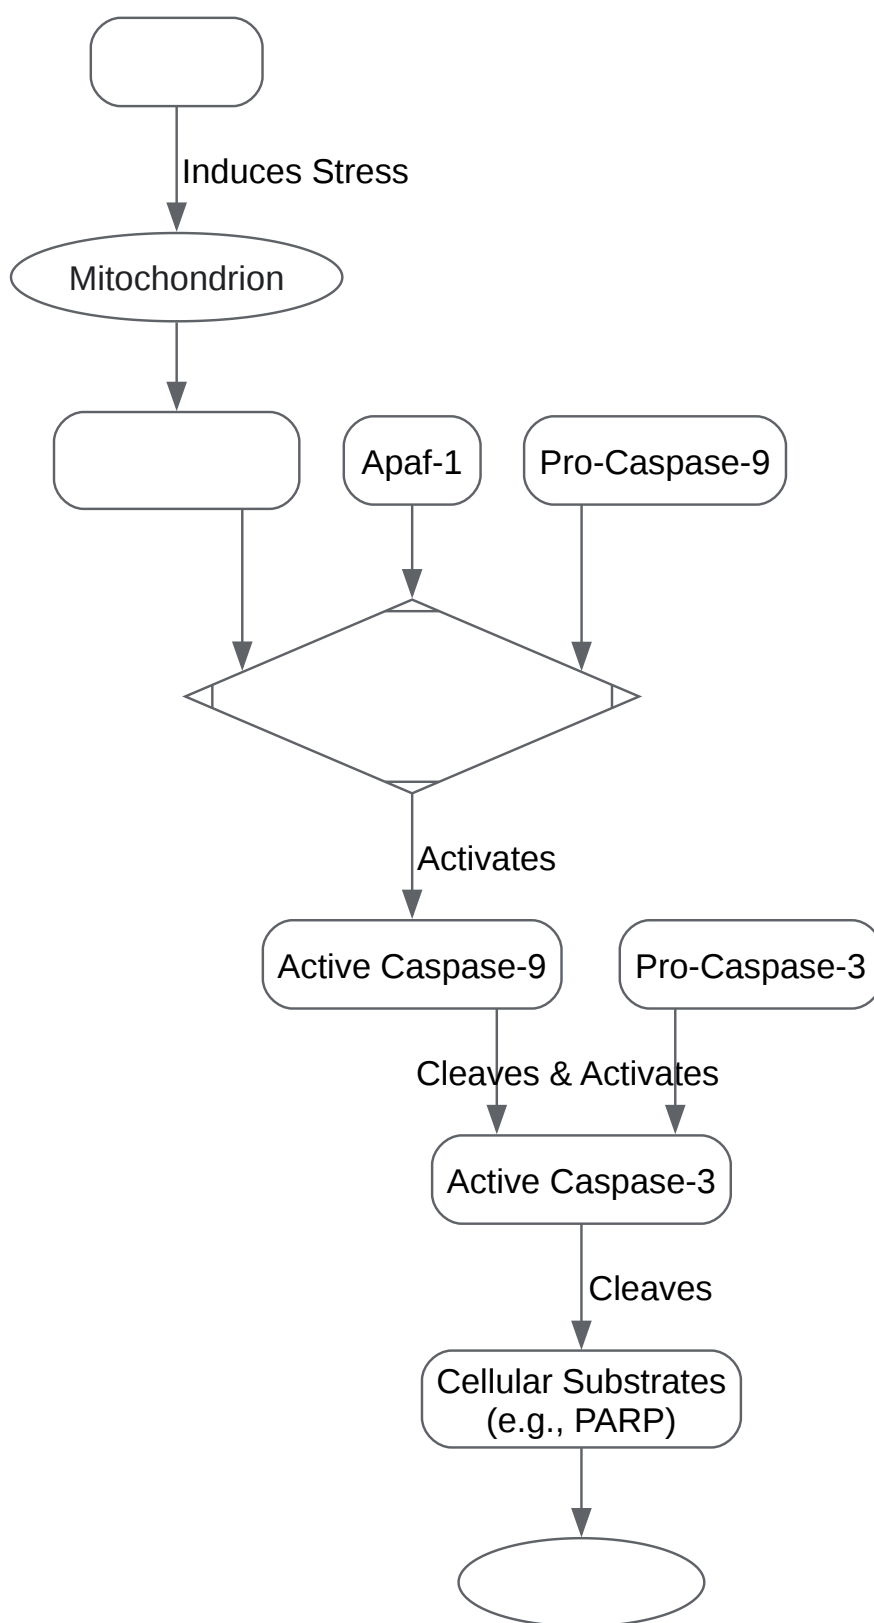 Induces Stress
Mitochondrion
Apaf-1
Pro-Caspase-9
Activates
Active Caspase-9
Pro-Caspase-3
Cleaves & Activates
Active Caspase-3
Cleaves
Cellular Substrates
(e.g., PARP)